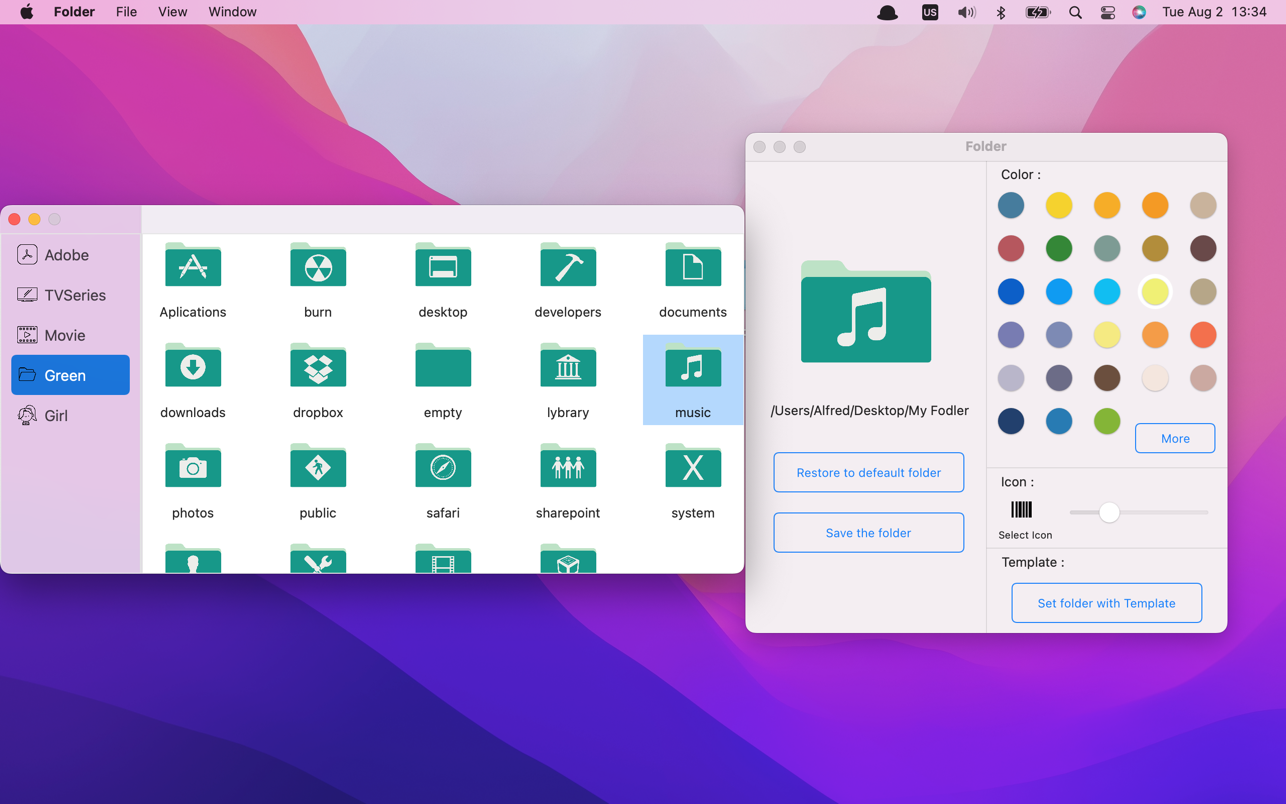 Folder File View Window US Tue Aug 2 13:34
Adobe
TVSeries
Movie
Green
Girl
Aplications burn desktop developers documents
downloads dropbox empty lybrary music
photos public safari sharepoint system
Folder
/Users/Alfred/Desktop/My Fodler
Restore to defeault folder
Save the folder
Color :
More
Icon :
Select Icon
Template :
Set folder with Template